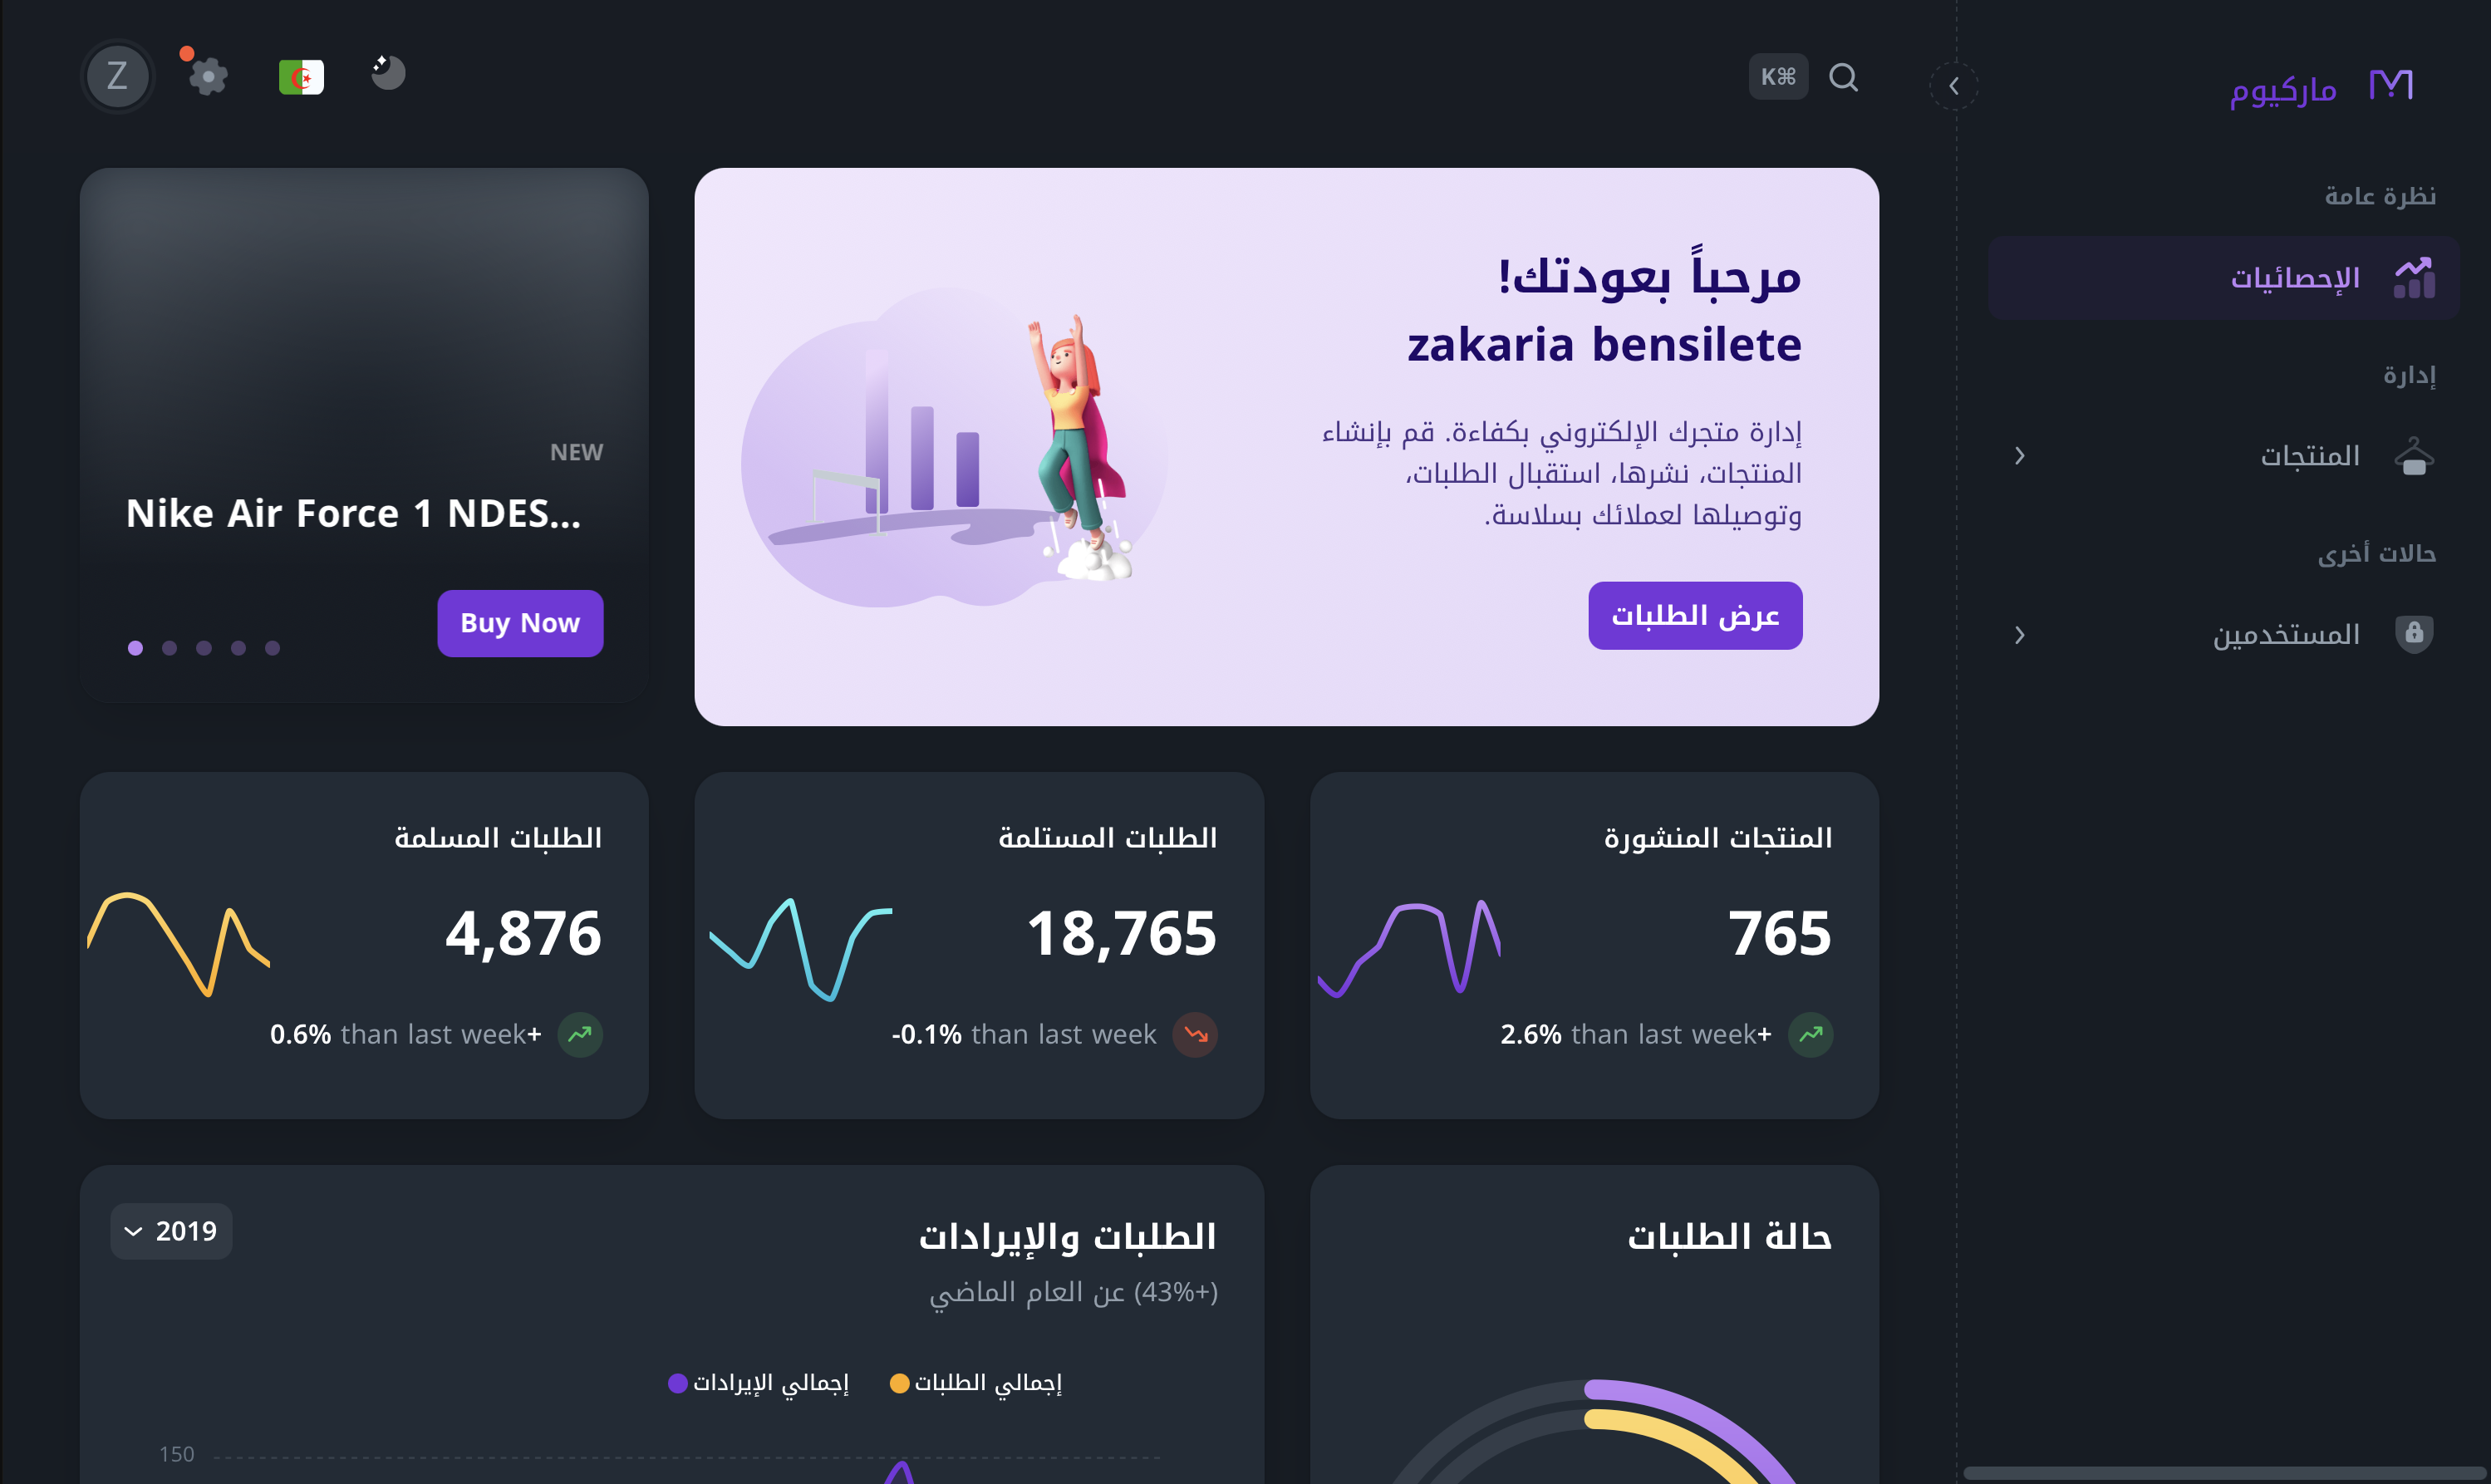 ماركيوم
نظرة عامة
الإحصائيات
إدارة
المنتجات
حالات أخرى
المستخدمين
K⌘
Z
مرحباً بعودتك!
zakaria bensilete
إدارة متجرك الإلكتروني بكفاءة. قم بإنشاء
المنتجات، نشرها، استقبال الطلبات،
وتوصيلها لعملائك بسلاسة.
عرض الطلبات
NEW
Nike Air Force 1 NDES...
Buy Now
المنتجات المنشورة
765
2.6% than last week+
الطلبات المستلمة
18,765
-0.1% than last week
الطلبات المسلمة
4,876
0.6% than last week+
حالة الطلبات
الطلبات والإيرادات
(+43%) عن العام الماضي
2019
إجمالي الطلبات
إجمالي الإيرادات
150